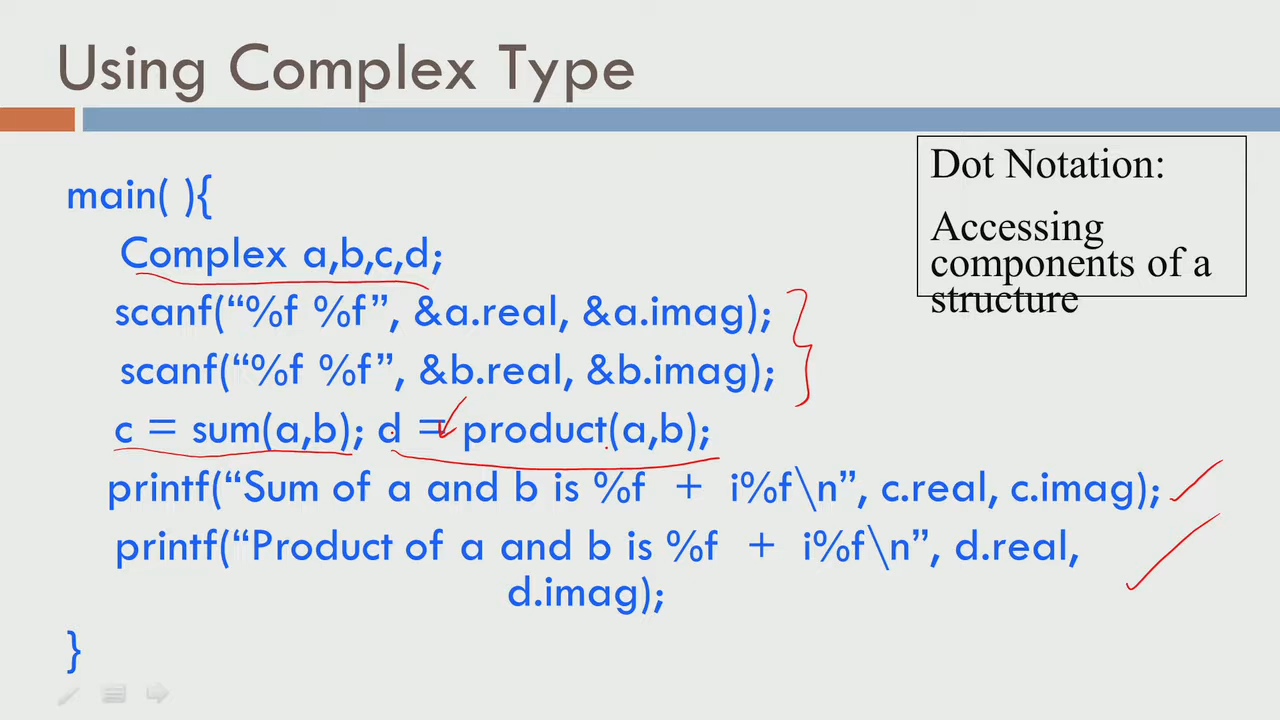 Using Complex Type
Dot Notation:
Accessing
components of a
structure
main( ){
Complex a,b,c,d;
scanf(“%f %f”, &a.real, &a.imag);
scanf(“%f %f”, &b.real, &b.imag);
c = sum(a,b); d = product(a,b);
printf(“Sum of a and b is %f + i%f\n”, c.real, c.imag);
printf(“Product of a and b is %f + i%f\n”, d.real,
d.imag);
}